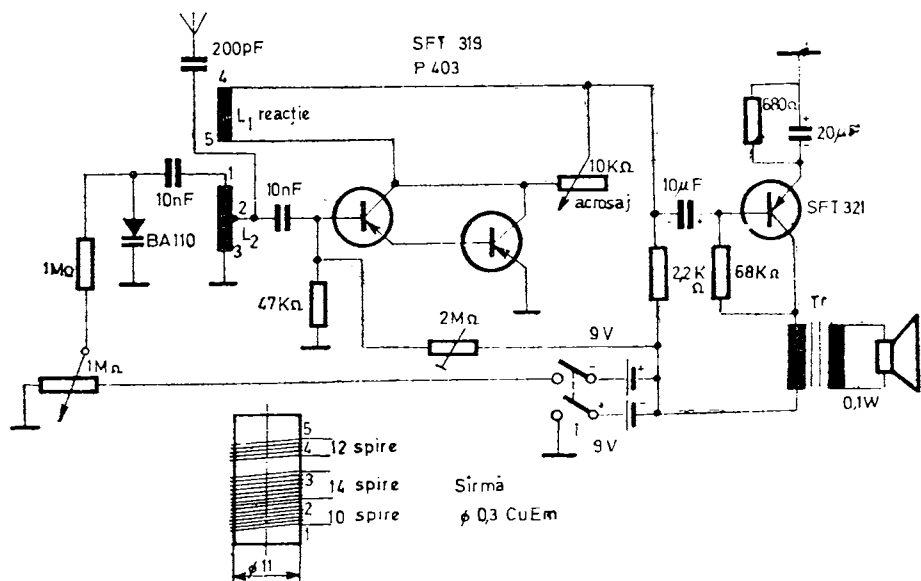 200pF
SFT 319
P 403
4
L1 reacție
5
680Ω
20µF
1
10nF
2
L2
3
10nF
10KΩ
acrosaj
10µF
+
SFT 321
BA110
1MΩ
47KΩ
2MΩ
2,2K
Ω
68KΩ
Tr
9V
1MΩ
- +
+ -
I
9V
0,1W
5
4
12 spire
3
14 spire
Sîrmă
2
10 spire
φ 0,3 CuEm
1
φ11